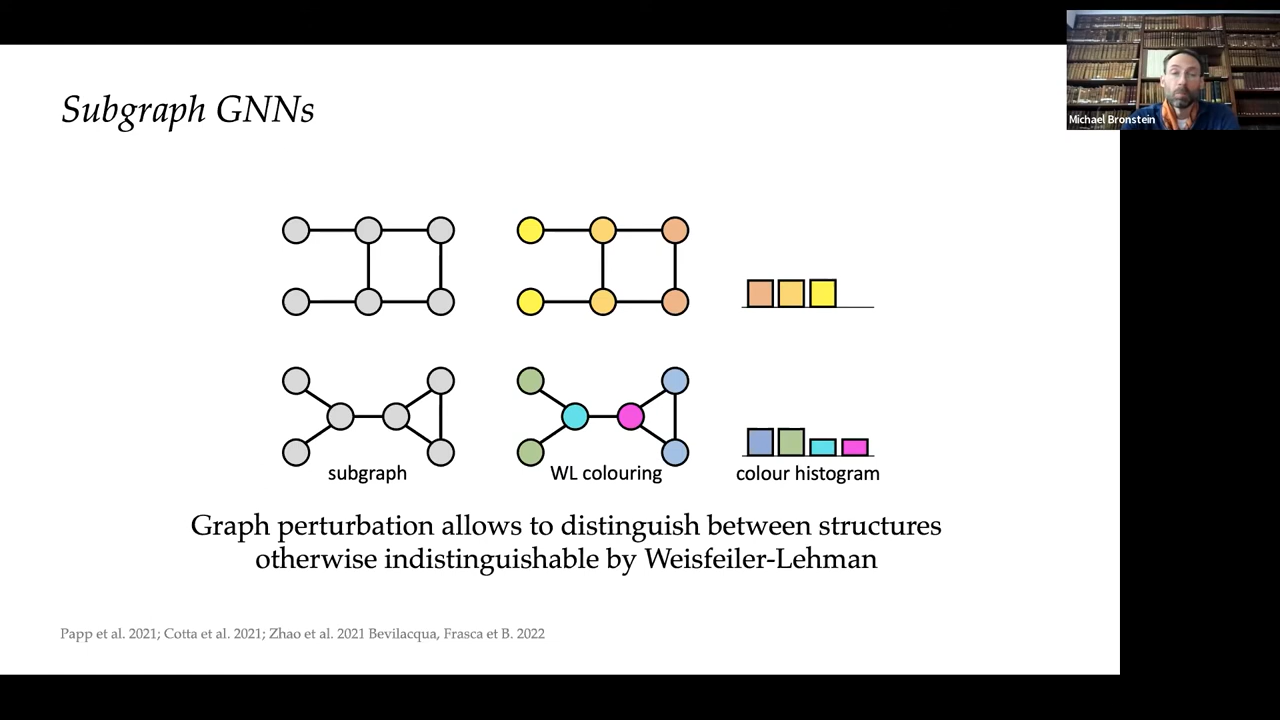 Subgraph GNNs
Michael Bronstein
subgraph
WL colouring
colour histogram
Graph perturbation allows to distinguish between structures
otherwise indistinguishable by Weisfeiler-Lehman
Papp et al. 2021; Cotta et al. 2021; Zhao et al. 2021 Bevilacqua, Frasca et B. 2022